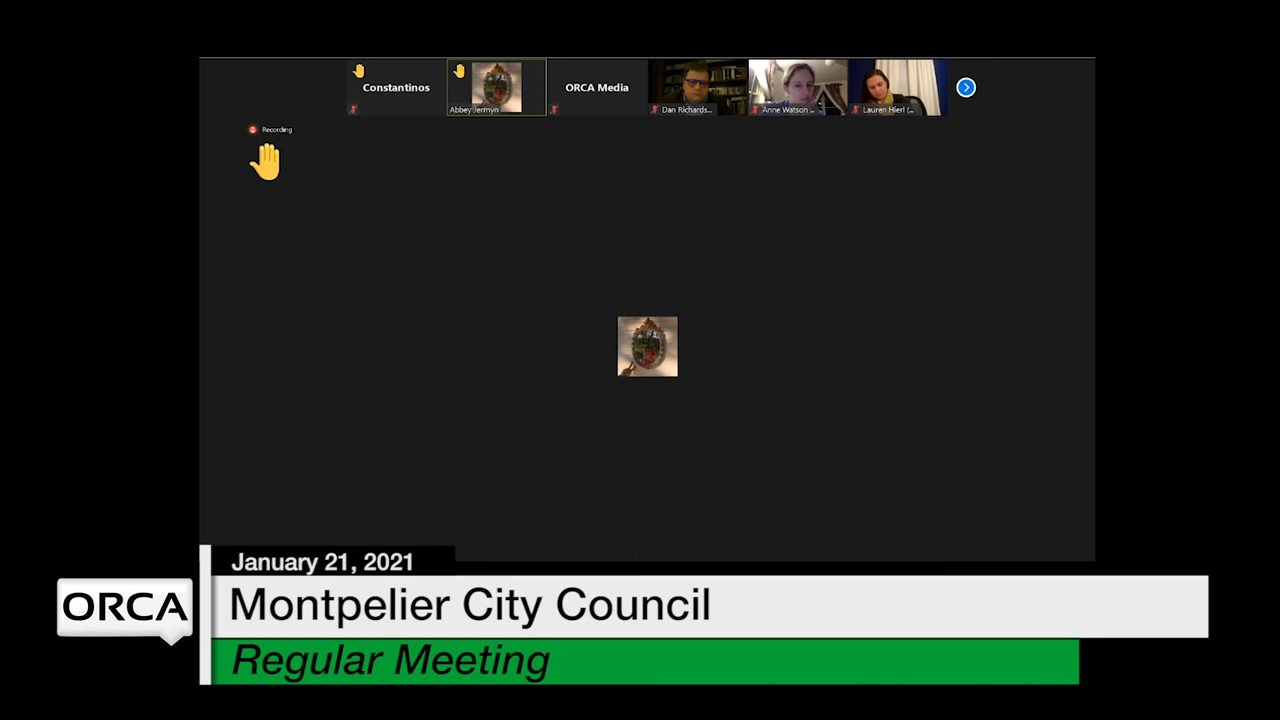 Constantinos
ORCA Media
Abbey Jermyn
Dan Richards...
Anne Watson ...
Lauren Hierl (...
Recording
January 21, 2021
ORCA
Montpelier City Council
Regular Meeting